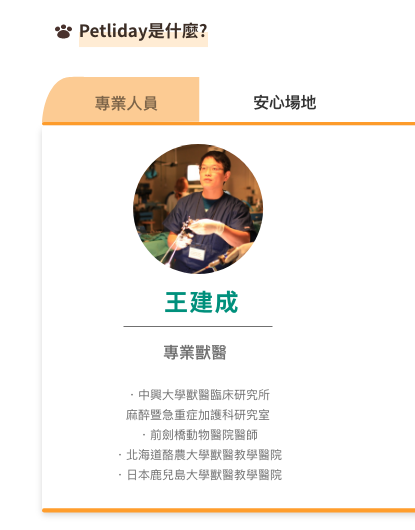 Petliday是什麼?
專業人員
安心場地
王建成
專業獸醫
· 中興大學獸醫臨床研究所
麻醉暨急重症加護科研究室
· 前劍橋動物醫院醫師
· 北海道酪農大學獸醫教學醫院
· 日本鹿兒島大學獸醫教學醫院